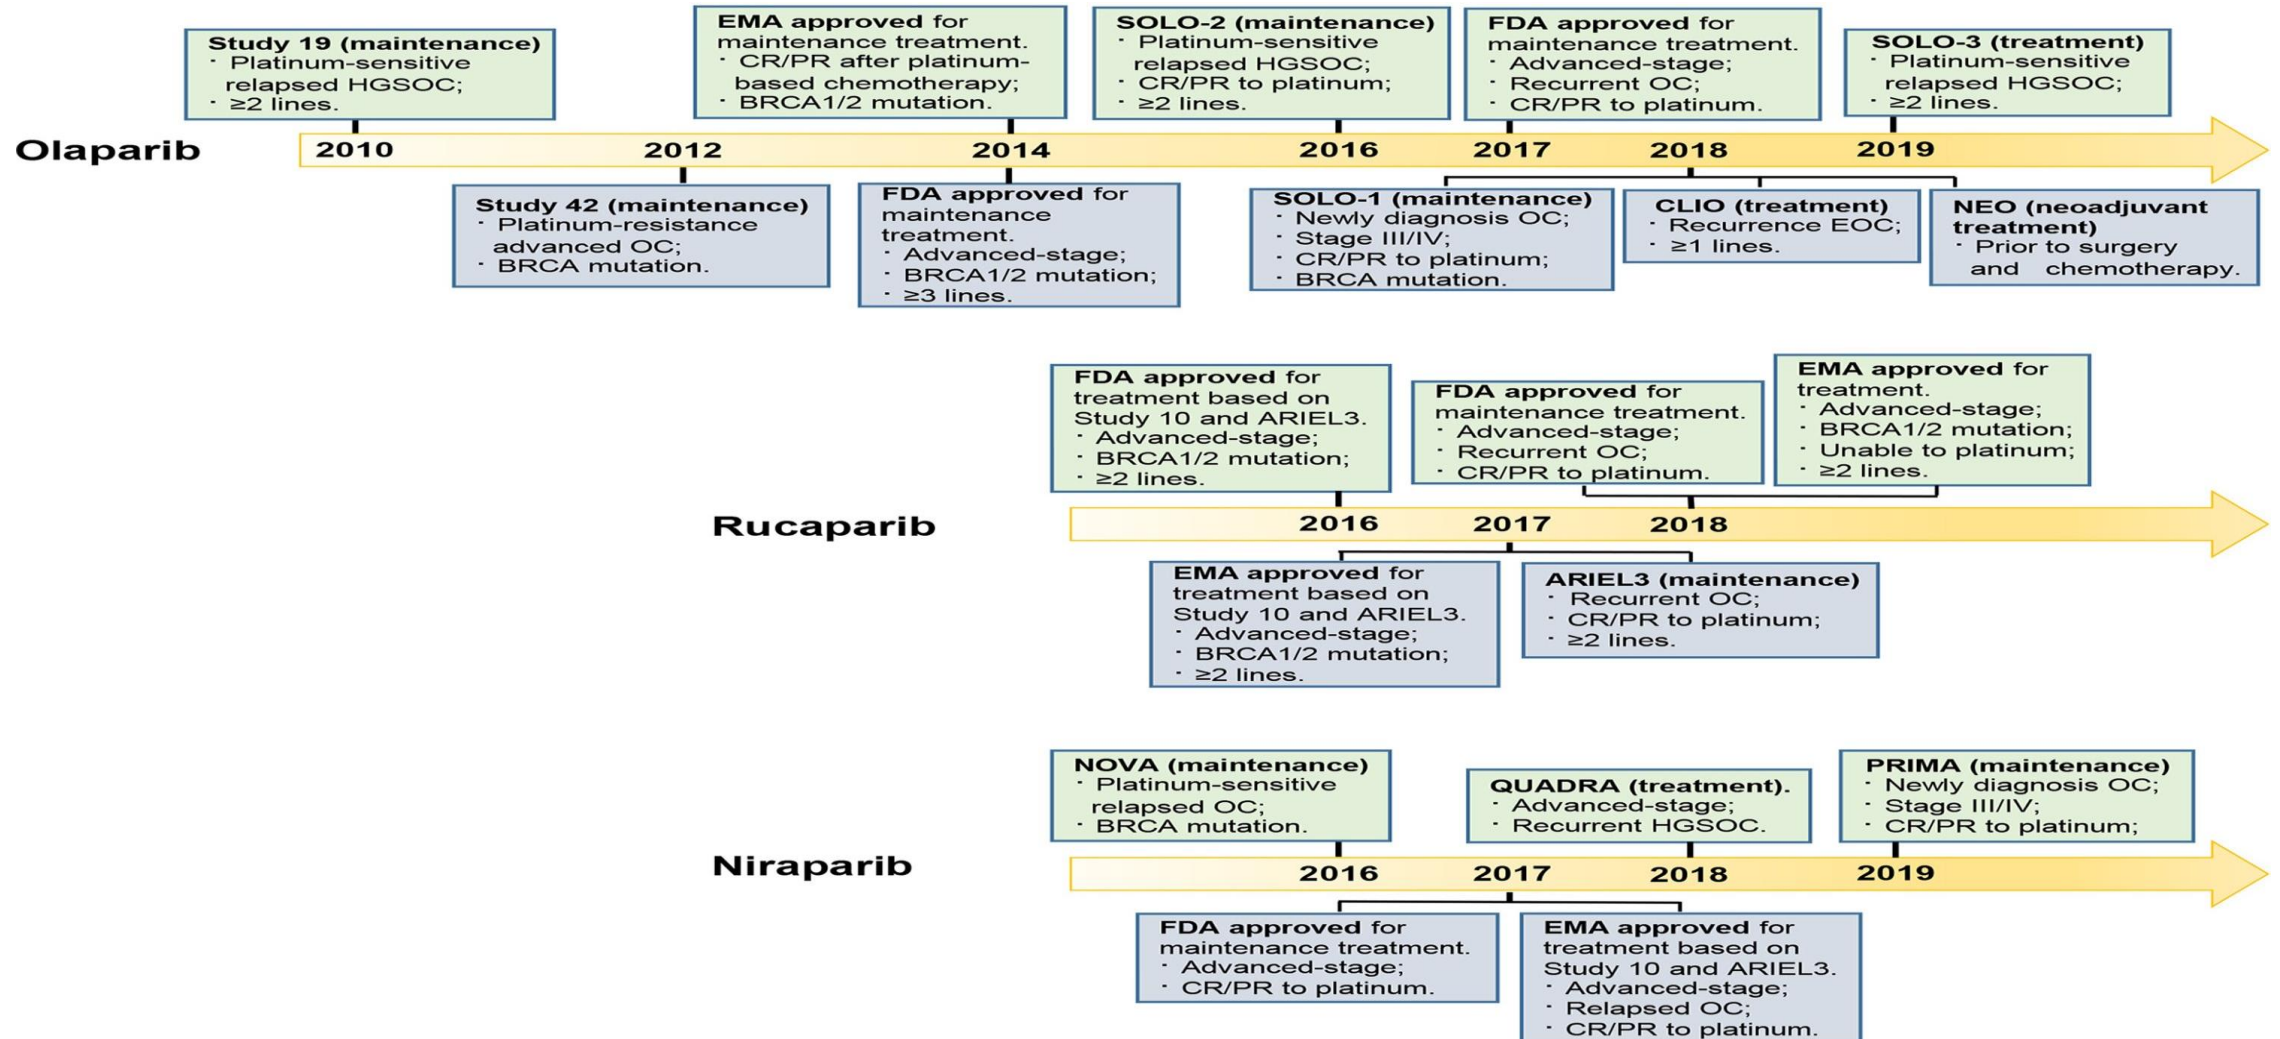 Study 19 (maintenance)
· Platinum-sensitive
relapsed HGSOC;
· ≥2 lines.
EMA approved for
maintenance treatment.
· CR/PR after platinum-
based chemotherapy;
· BRCA1/2 mutation.
SOLO-2 (maintenance)
· Platinum-sensitive
relapsed HGSOC;
· CR/PR to platinum;
· ≥2 lines.
FDA approved for
maintenance treatment.
· Advanced-stage;
· Recurrent OC;
· CR/PR to platinum.
SOLO-3 (treatment)
· Platinum-sensitive
relapsed HGSOC;
· ≥2 lines.
Olaparib
2010 2012 2014 2016 2017 2018 2019
Study 42 (maintenance)
· Platinum-resistance
advanced OC;
· BRCA mutation.
FDA approved for
maintenance
treatment.
· Advanced-stage;
· BRCA1/2 mutation;
· ≥3 lines.
SOLO-1 (maintenance)
· Newly diagnosis OC;
· Stage III/IV;
· CR/PR to platinum;
· BRCA mutation.
CLIO (treatment)
· Recurrence EOC;
· ≥1 lines.
NEO (neoadjuvant
treatment)
· Prior to surgery
and chemotherapy.
FDA approved for
treatment based on
Study 10 and ARIEL3.
· Advanced-stage;
· BRCA1/2 mutation;
· ≥2 lines.
FDA approved for
maintenance treatment.
· Advanced-stage;
· Recurrent OC;
· CR/PR to platinum.
EMA approved for
treatment.
· Advanced-stage;
· BRCA1/2 mutation;
· Unable to platinum;
· ≥2 lines.
Rucaparib
2016 2017 2018
EMA approved for
treatment based on
Study 10 and ARIEL3.
· Advanced-stage;
· BRCA1/2 mutation;
· ≥2 lines.
ARIEL3 (maintenance)
· Recurrent OC;
· CR/PR to platinum;
· ≥2 lines.
NOVA (maintenance)
· Platinum-sensitive
relapsed OC;
· BRCA mutation.
QUADRA (treatment).
· Advanced-stage;
· Recurrent HGSOC.
PRIMA (maintenance)
· Newly diagnosis OC;
· Stage III/IV;
· CR/PR to platinum;
Niraparib
2016 2017 2018 2019
FDA approved for
maintenance treatment.
· Advanced-stage;
· CR/PR to platinum.
EMA approved for
treatment based on
Study 10 and ARIEL3.
· Advanced-stage;
· Relapsed OC;
· CR/PR to platinum.